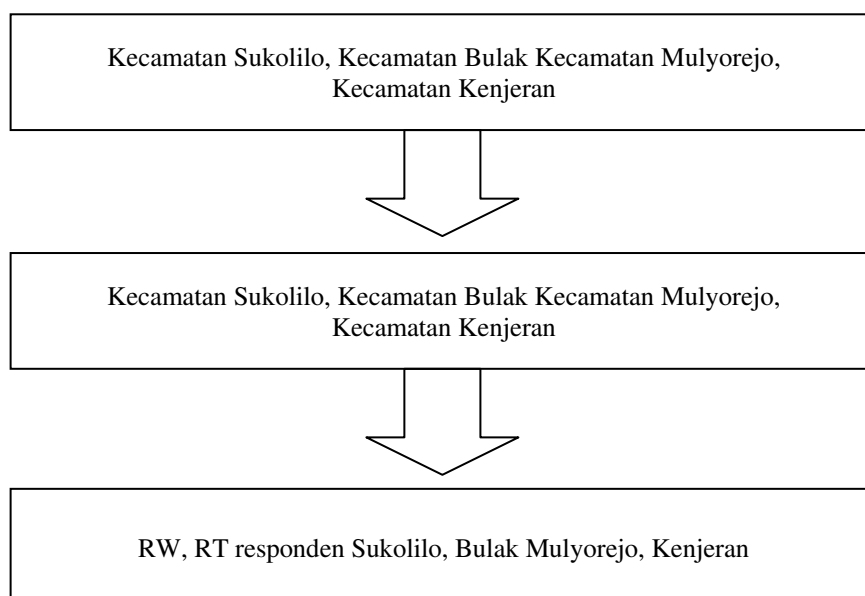 Kecamatan Sukolilo, Kecamatan Bulak Kecamatan Mulyorejo,
Kecamatan Kenjeran
Kecamatan Sukolilo, Kecamatan Bulak Kecamatan Mulyorejo,
Kecamatan Kenjeran
RW, RT responden Sukolilo, Bulak Mulyorejo, Kenjeran